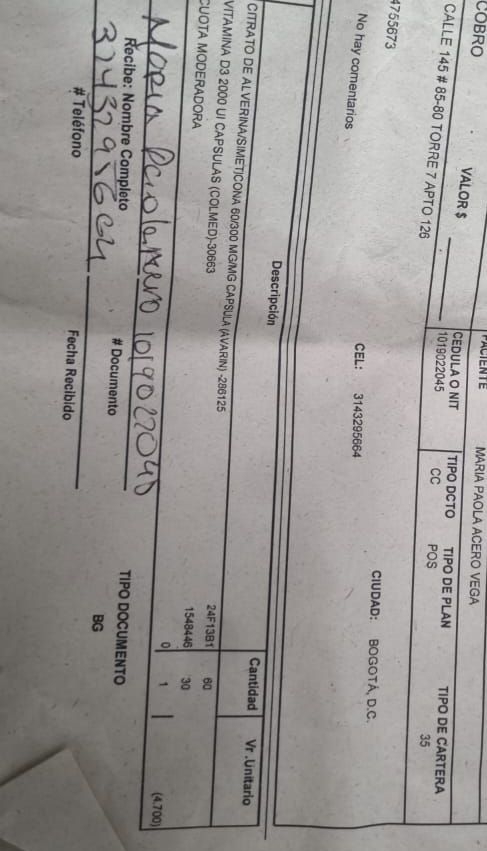 COBRO
VALOR $
PACIENTE MARIA PAOLA ACERO VEGA
CALLE 145 # 85-80 TORRE 7 APTO 126
CEDULA O NIT TIPO DCTO TIPO DE PLAN TIPO DE CARTERA
1019022045 CC POS 35
4755673
CIUDAD: BOGOTÁ, D.C.
No hay comentarios CEL: 3143295664
Descripción Cantidad Vr .Unitario
CITRATO DE ALVERINA/SIMETICONA 60/300 MG/MG CAPSULA (AVARIN) -286125 24F13B1 60
VITAMINA D3 2000 UI CAPSULAS (COLMED)-30663 1548446 30
CUOTA MODERADORA 0 1 (4.700)
Maria Paola Acero 1019022045
Recibe: Nombre Completo # Documento TIPO DOCUMENTO
3143295664 BG
# Teléfono Fecha Recibido